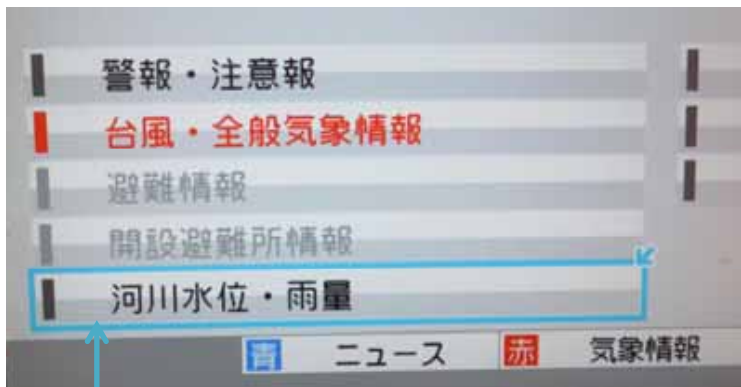 警報・注意報
台風・全般気象情報
避難情報
開設避難所情報
河川水位・雨量
青 ニュース 赤 気象情報